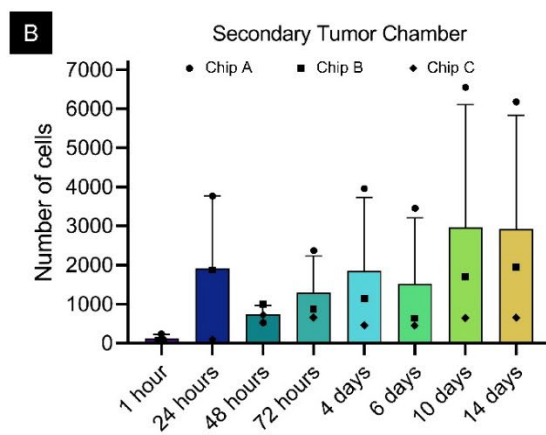 B
Secondary Tumor Chamber
Chip A Chip B Chip C
Number of cells
7000
6000
5000
4000
3000
2000
1000
0
1 hour
24 hours
48 hours
72 hours
4 days
6 days
10 days
14 days